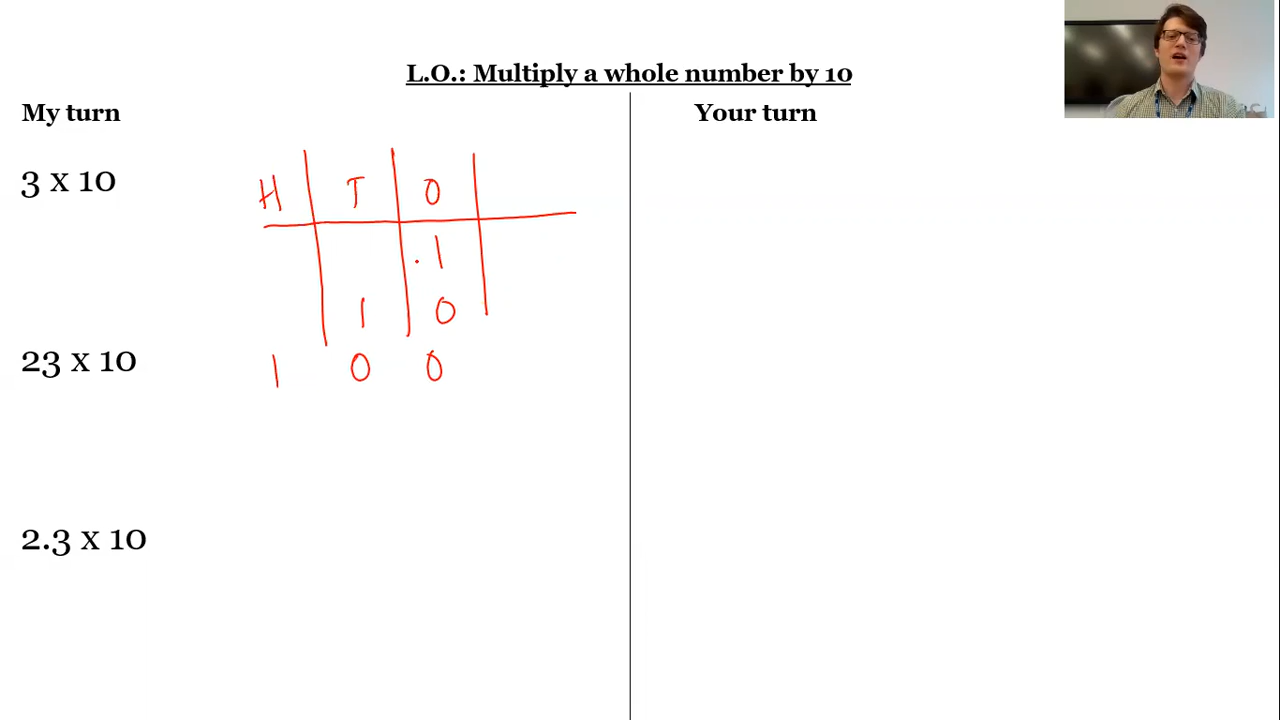 L.O.: Multiply a whole number by 10
My turn
Your turn
3 x 10
H T O
1
1 0
23 x 10
1 0 0
2.3 x 10